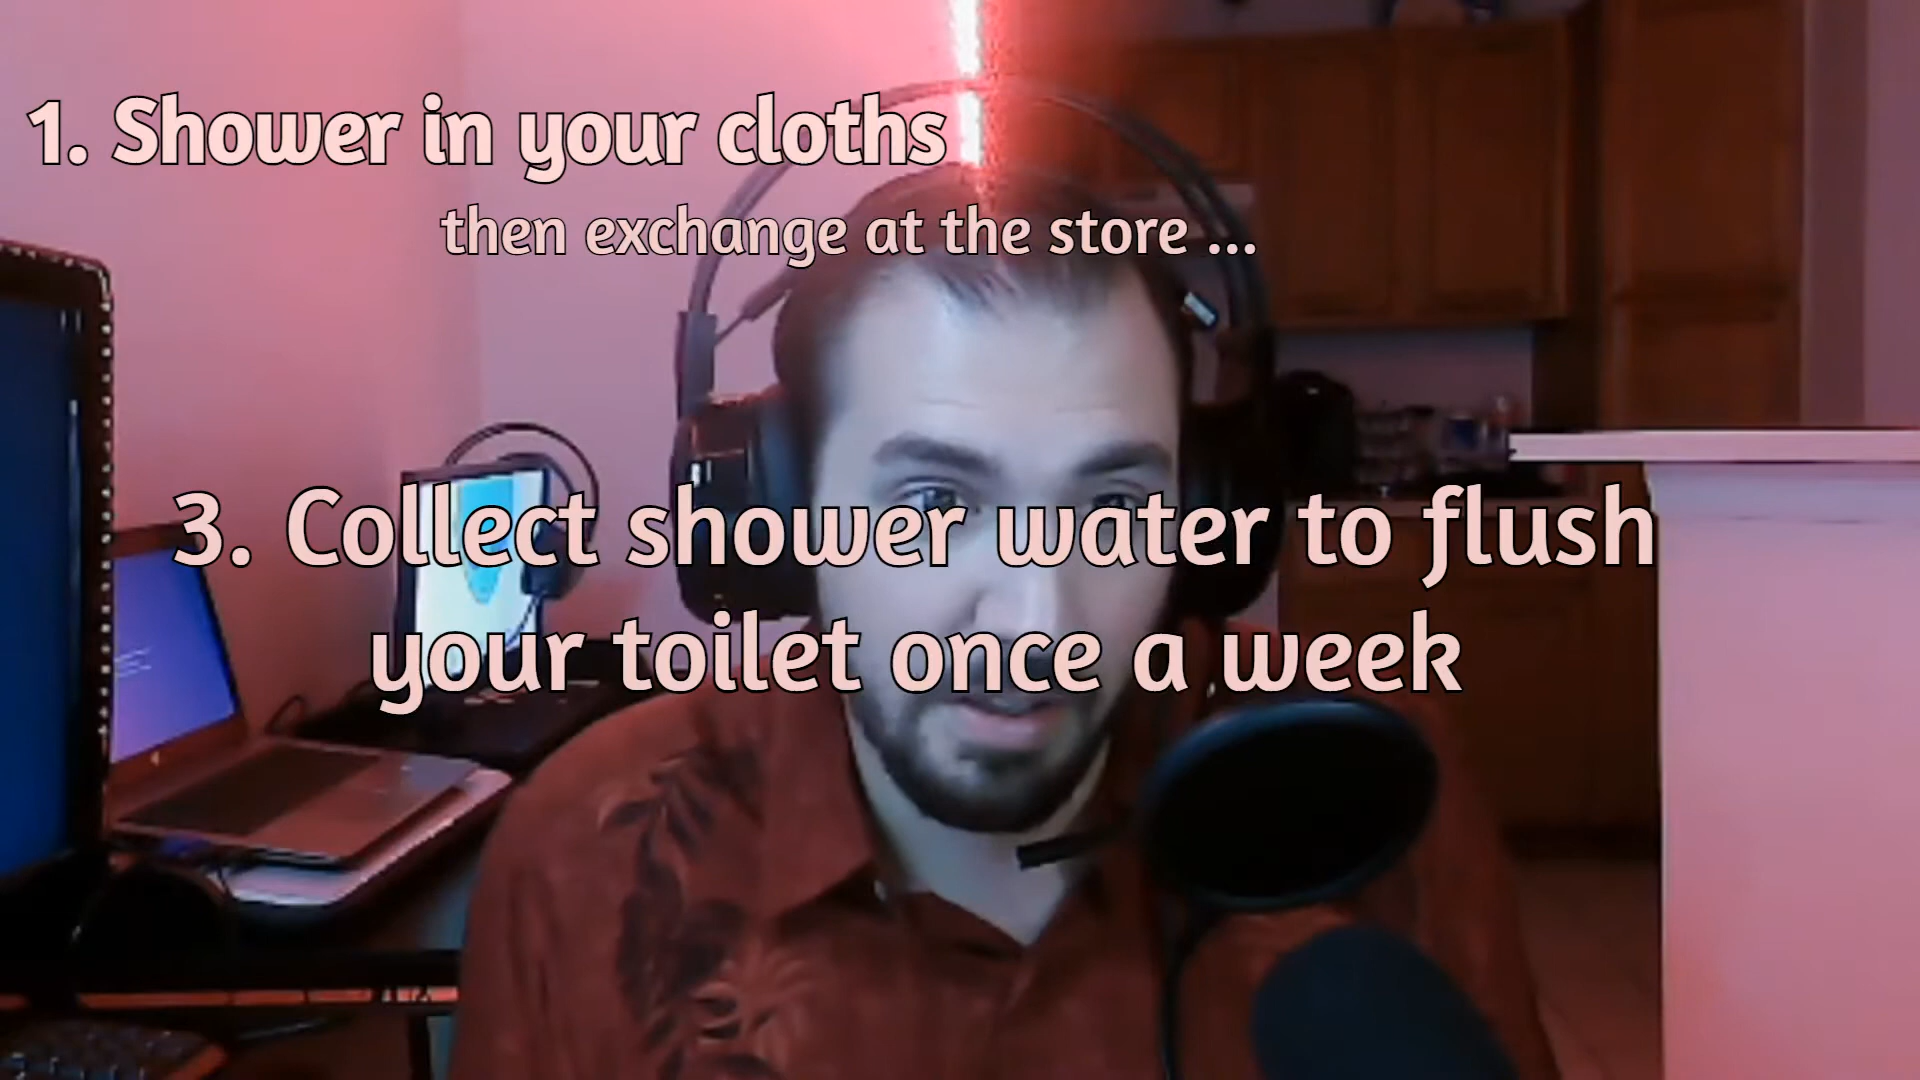 1. Shower in your cloths
then exchange at the store ...
3. Collect shower water to flush
your toilet once a week